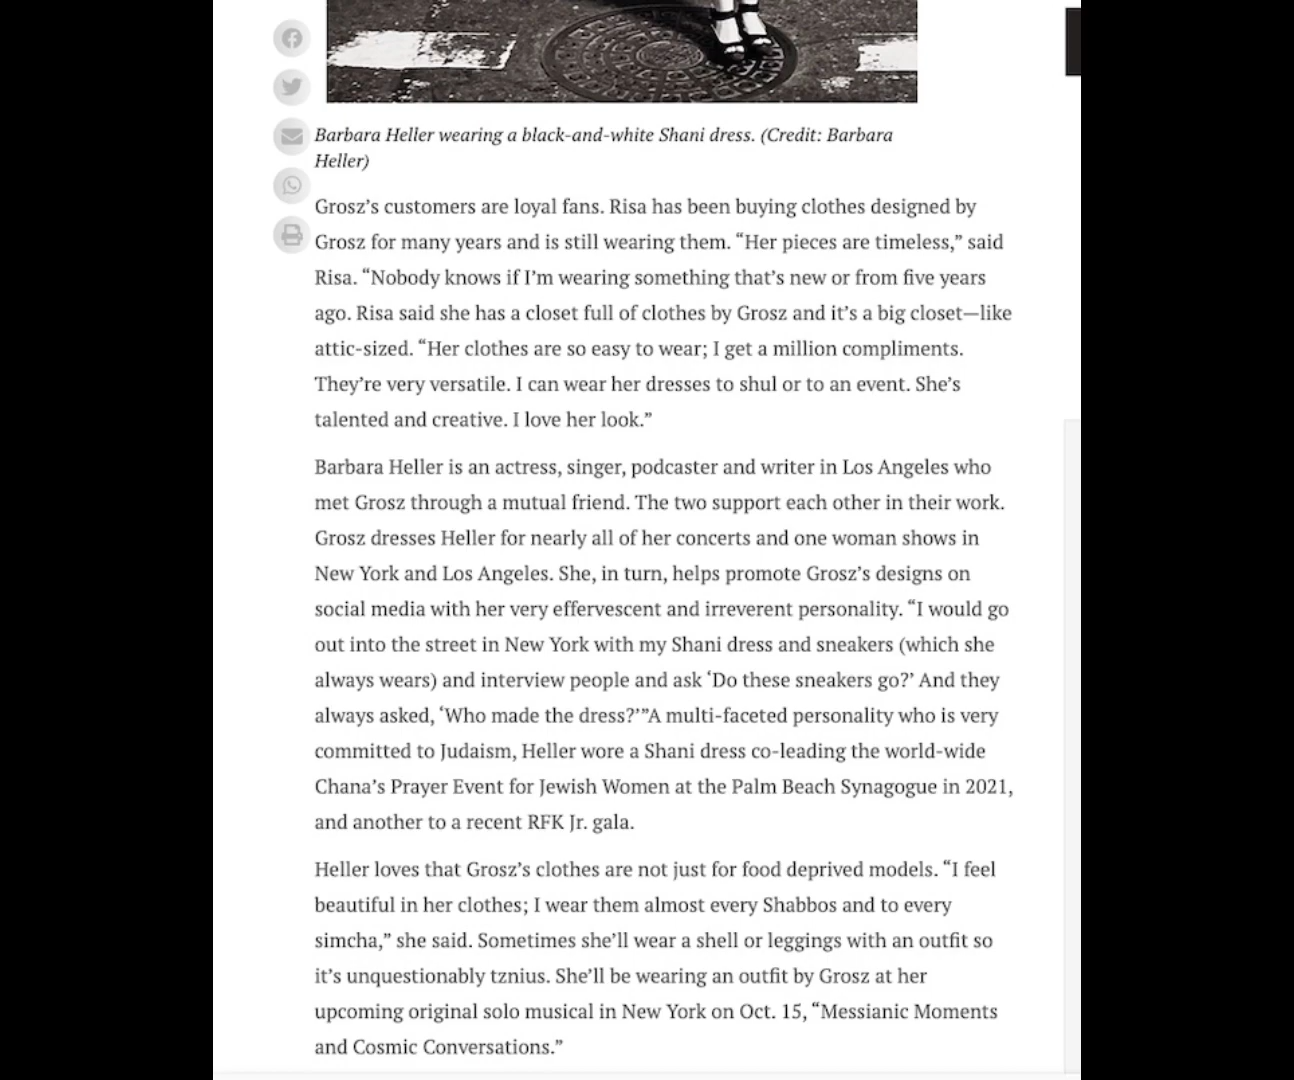 Barbara Heller wearing a black-and-white Shani dress. (Credit: Barbara
Heller)
Grosz’s customers are loyal fans. Risa has been buying clothes designed by
Grosz for many years and is still wearing them. “Her pieces are timeless,” said
Risa. “Nobody knows if I’m wearing something that’s new or from five years
ago. Risa said she has a closet full of clothes by Grosz and it’s a big closet—like
attic-sized. “Her clothes are so easy to wear; I get a million compliments.
They’re very versatile. I can wear her dresses to shul or to an event. She’s
talented and creative. I love her look.”
Barbara Heller is an actress, singer, podcaster and writer in Los Angeles who
met Grosz through a mutual friend. The two support each other in their work.
Grosz dresses Heller for nearly all of her concerts and one woman shows in
New York and Los Angeles. She, in turn, helps promote Grosz’s designs on
social media with her very effervescent and irreverent personality. “I would go
out into the street in New York with my Shani dress and sneakers (which she
always wears) and interview people and ask ‘Do these sneakers go?’ And they
always asked, ‘Who made the dress?’”A multi-faceted personality who is very
committed to Judaism, Heller wore a Shani dress co-leading the world-wide
Chana’s Prayer Event for Jewish Women at the Palm Beach Synagogue in 2021,
and another to a recent RFK Jr. gala.
Heller loves that Grosz’s clothes are not just for food deprived models. “I feel
beautiful in her clothes; I wear them almost every Shabbos and to every
simcha,” she said. Sometimes she’ll wear a shell or leggings with an outfit so
it’s unquestionably tznius. She’ll be wearing an outfit by Grosz at her
upcoming original solo musical in New York on Oct. 15, “Messianic Moments
and Cosmic Conversations.”